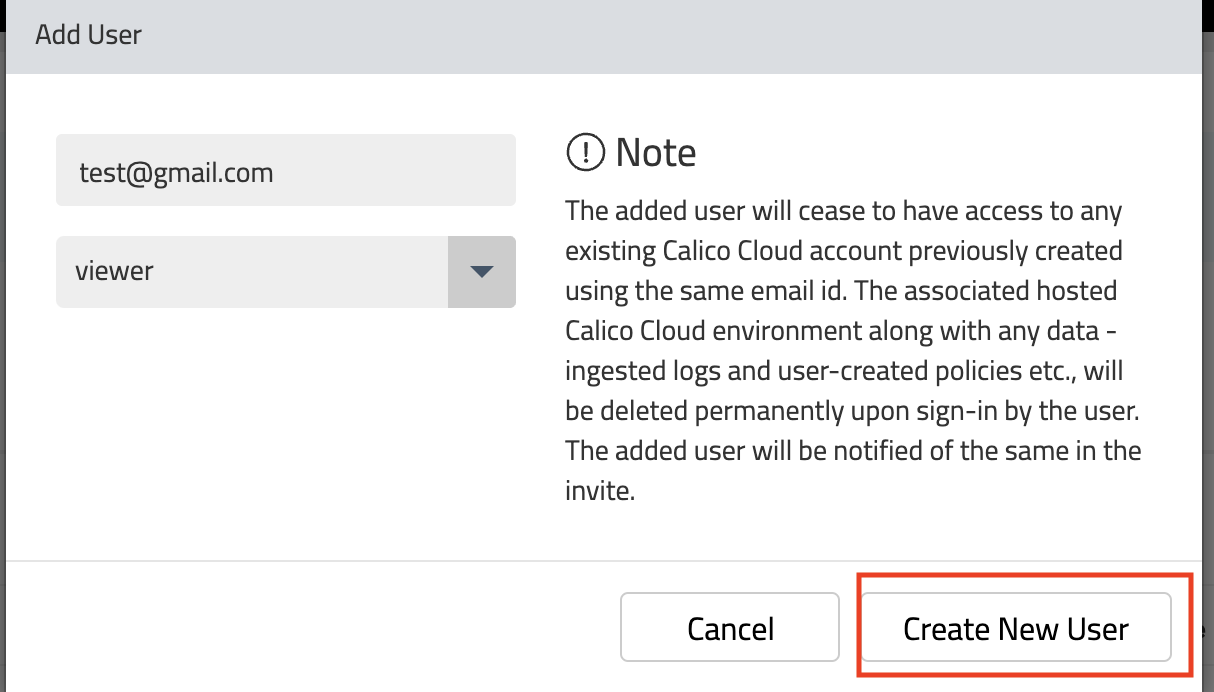 Add User
test@gmail.com
viewer
Note
The added user will cease to have access to any
existing Calico Cloud account previously created
using the same email id. The associated hosted
Calico Cloud environment along with any data -
ingested logs and user-created policies etc., will
be deleted permanently upon sign-in by the user.
The added user will be notified of the same in the
invite.
Cancel
Create New User